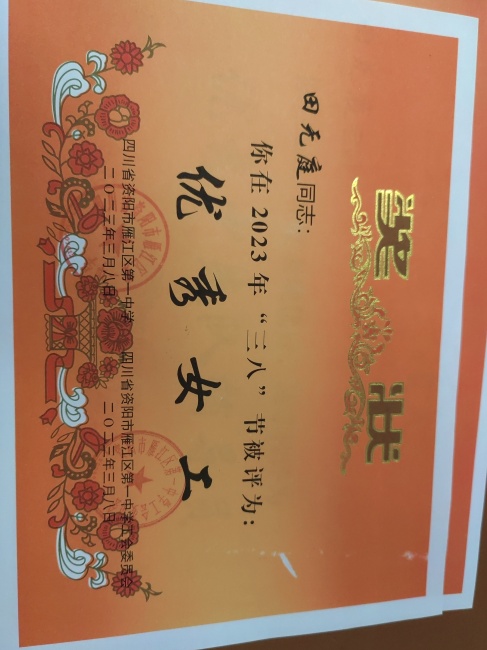 奖状
田无庭同志：
你在2023年“三八”节被评为：
优秀女工
四川省资阳市雁江区第一中学 四川省资阳市雁江区第一中学工会委员会
二〇二三年三月八日 二〇二三年三月八日